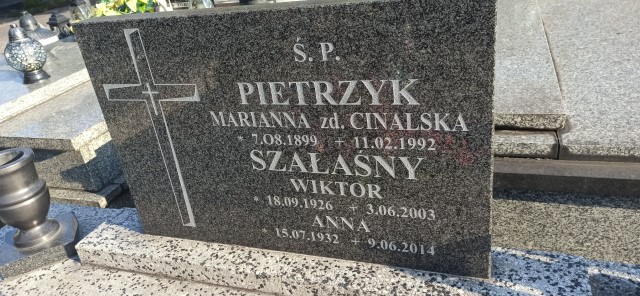 Ś. P.
PIETRZYK
MARIANNA zd. CINALSKA
* 7.08.1899 + 11.02.1992
SZAŁAŚNY
WIKTOR
* 18.09.1926 + 3.06.2003
ANNA
* 15.07.1932 + 9.06.2014